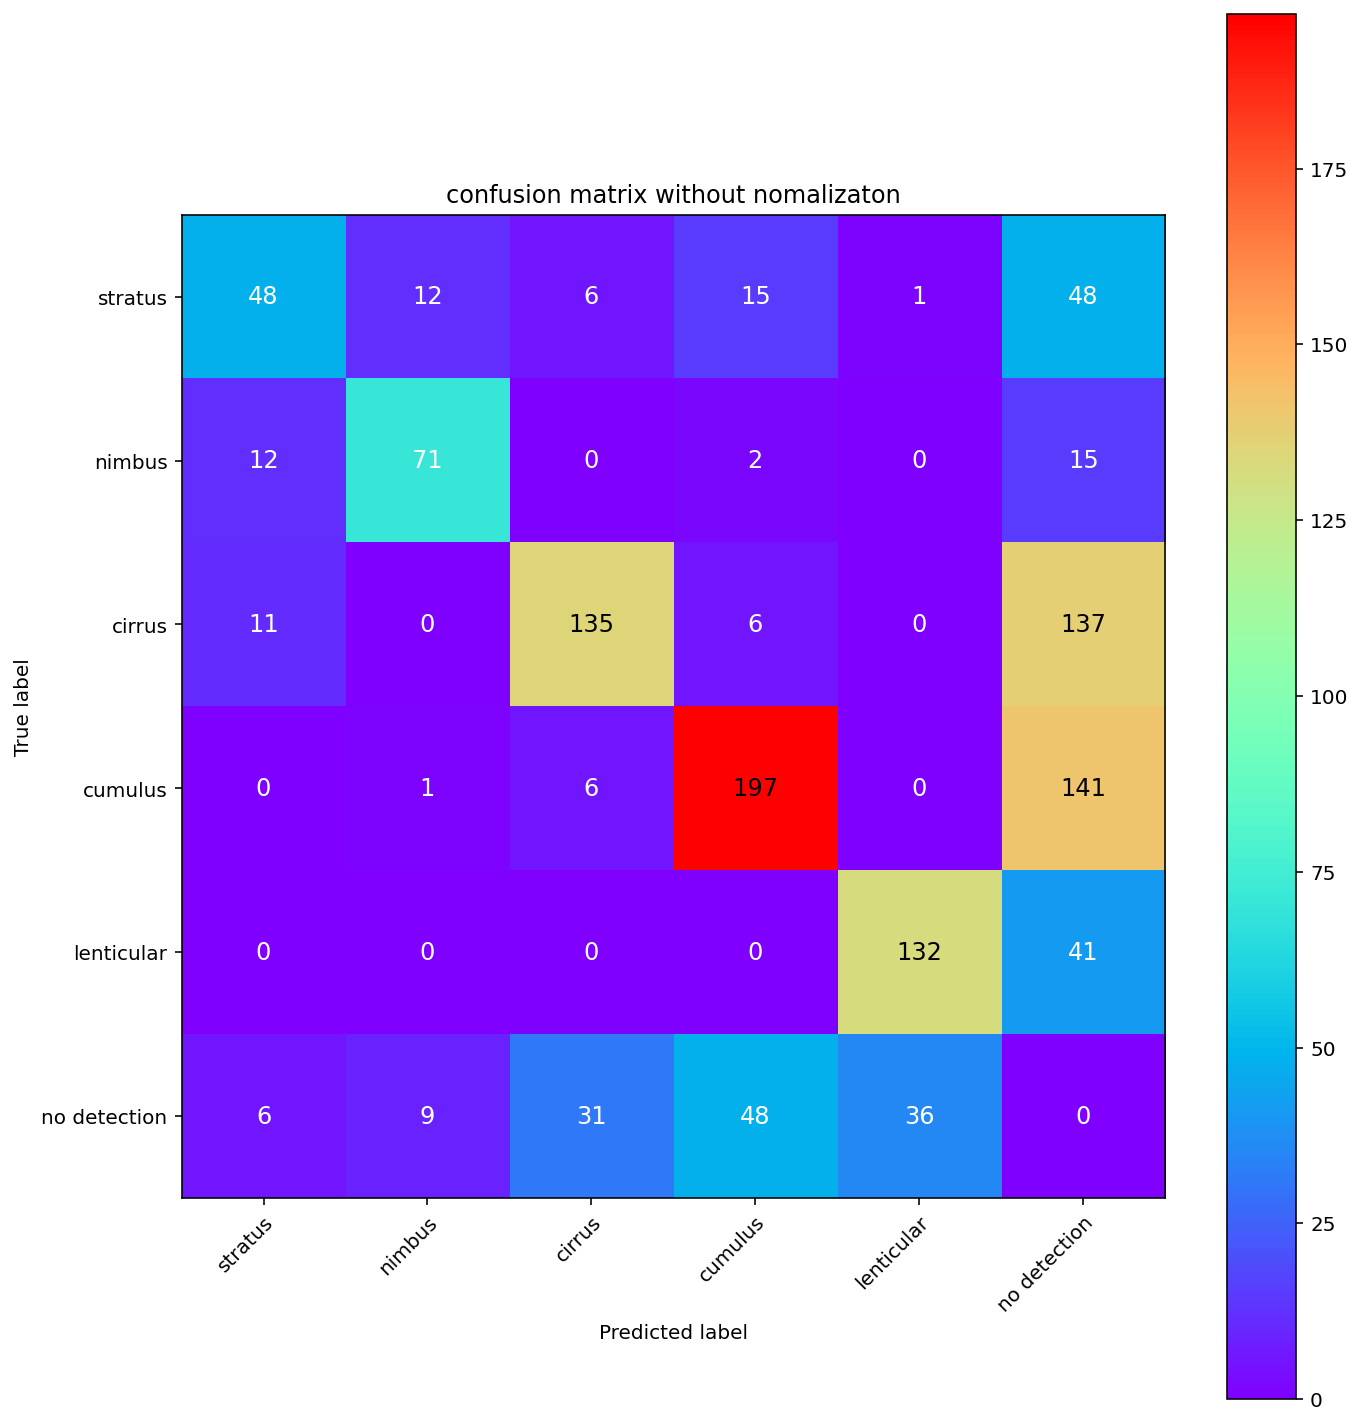 confusion matrix without nomalizaton
True label
stratus 48 12 6 15 1 48
nimbus 12 71 0 2 0 15
cirrus 11 0 135 6 0 137
cumulus 0 1 6 197 0 141
lenticular 0 0 0 0 132 41
no detection 6 9 31 48 36 0
stratus nimbus cirrus cumulus lenticular no detection
Predicted label
175
150
125
100
75
50
25
0